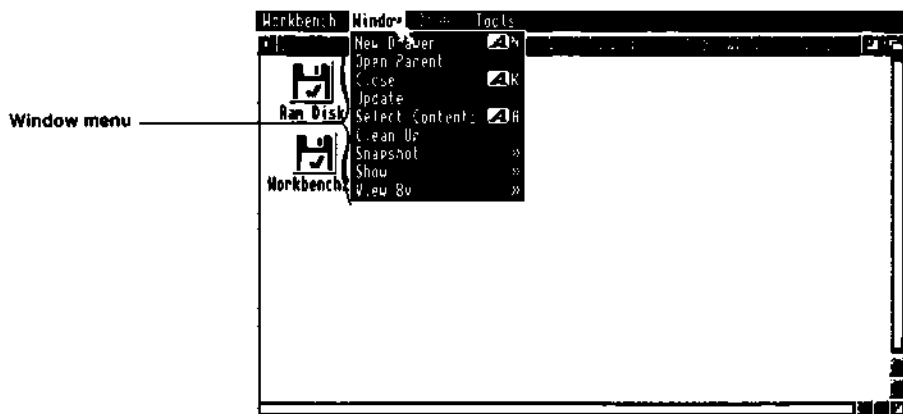 Workbench Window Icons Tools
New Drawer A N
Open Parent
Close A K
Update
Select Contents A A
Clean Up
Snapshot »
Show »
View By »
Ram Disk
Workbench
Window menu